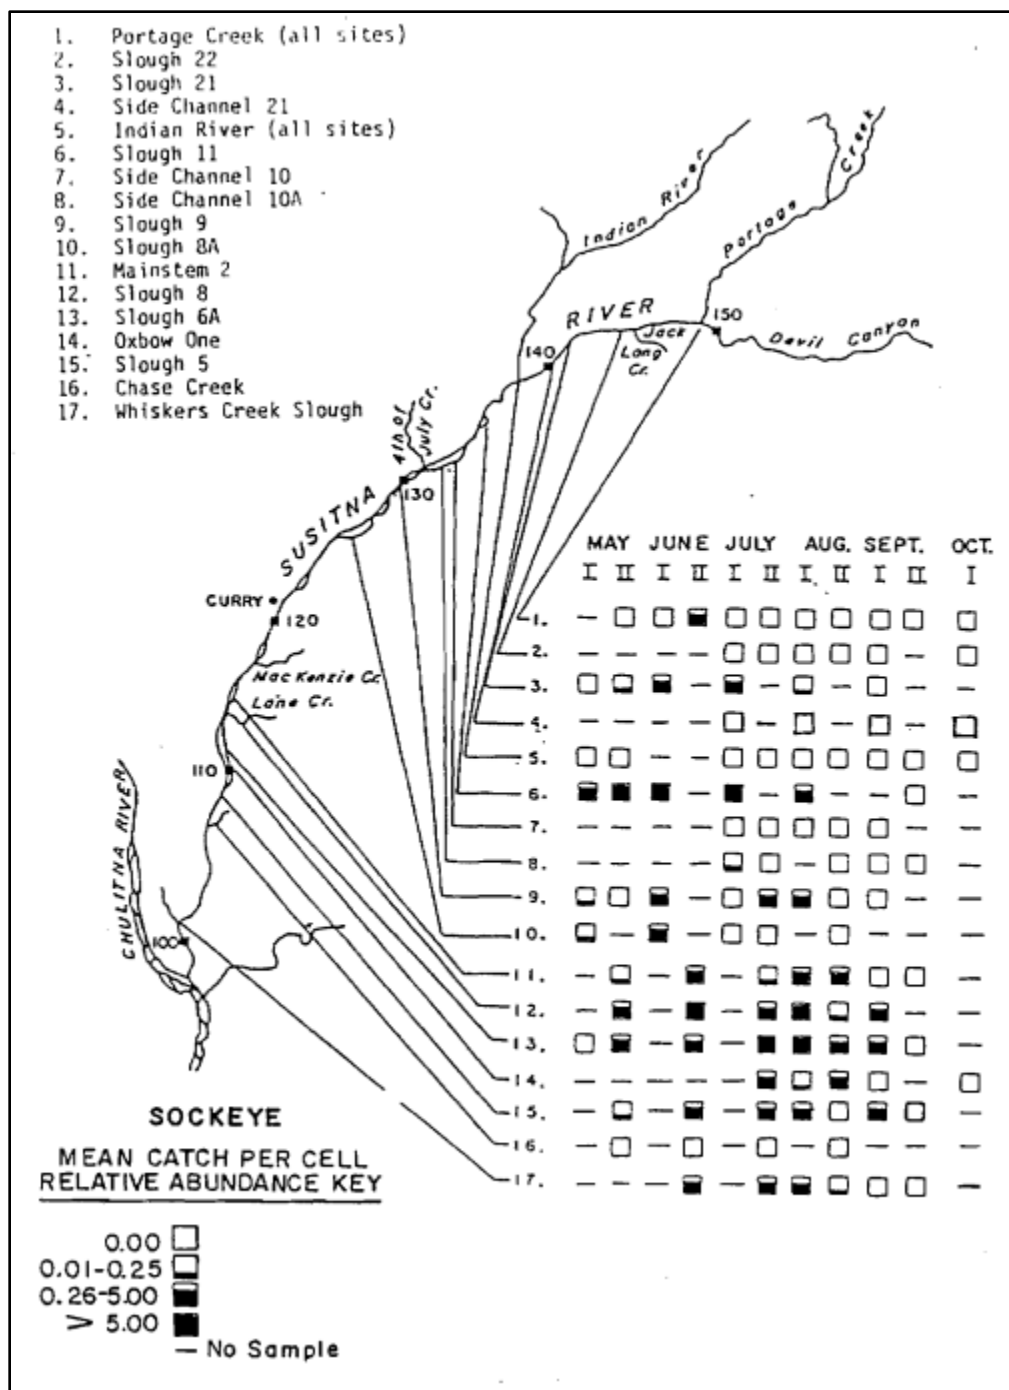 1. Portage Creek (all sites)
2. Slough 22
3. Slough 21
4. Side Channel 21
5. Indian River (all sites)
6. Slough 11
7. Side Channel 10
8. Side Channel 10A
9. Slough 9
10. Slough 8A
11. Mainstem 2
12. Slough 8
13. Slough 6A
14. Oxbow One
15. Slough 5
16. Chase Creek
17. Whiskers Creek Slough
Indian River
Portage Creek
RIVER
150
Jack
Long
Cr.
Devil Canyon
140
4th of
July Cr.
130
SUSITNA
CURRY
120
MacKenzie Cr.
Lane Cr.
110
CHULITNA RIVER
100
MAY JUNE JULY AUG. SEPT. OCT.
I II I II I II I II I II I
1. –
2. – – – – –
3. – – – –
4. – – – – – – –
5. –
6. – – – – –
7. – – – – – –
8. – – – – – –
9. – – –
10. – – – – – –
11. – – – –
12. – – – – –
13. – – –
14. – – – – – – –
15. – – – –
16. – – – – – – –
17. – – – – –
SOCKEYE
MEAN CATCH PER CELL
RELATIVE ABUNDANCE KEY
0.00
0.01-0.25
0.26-5.00
> 5.00
– No Sample